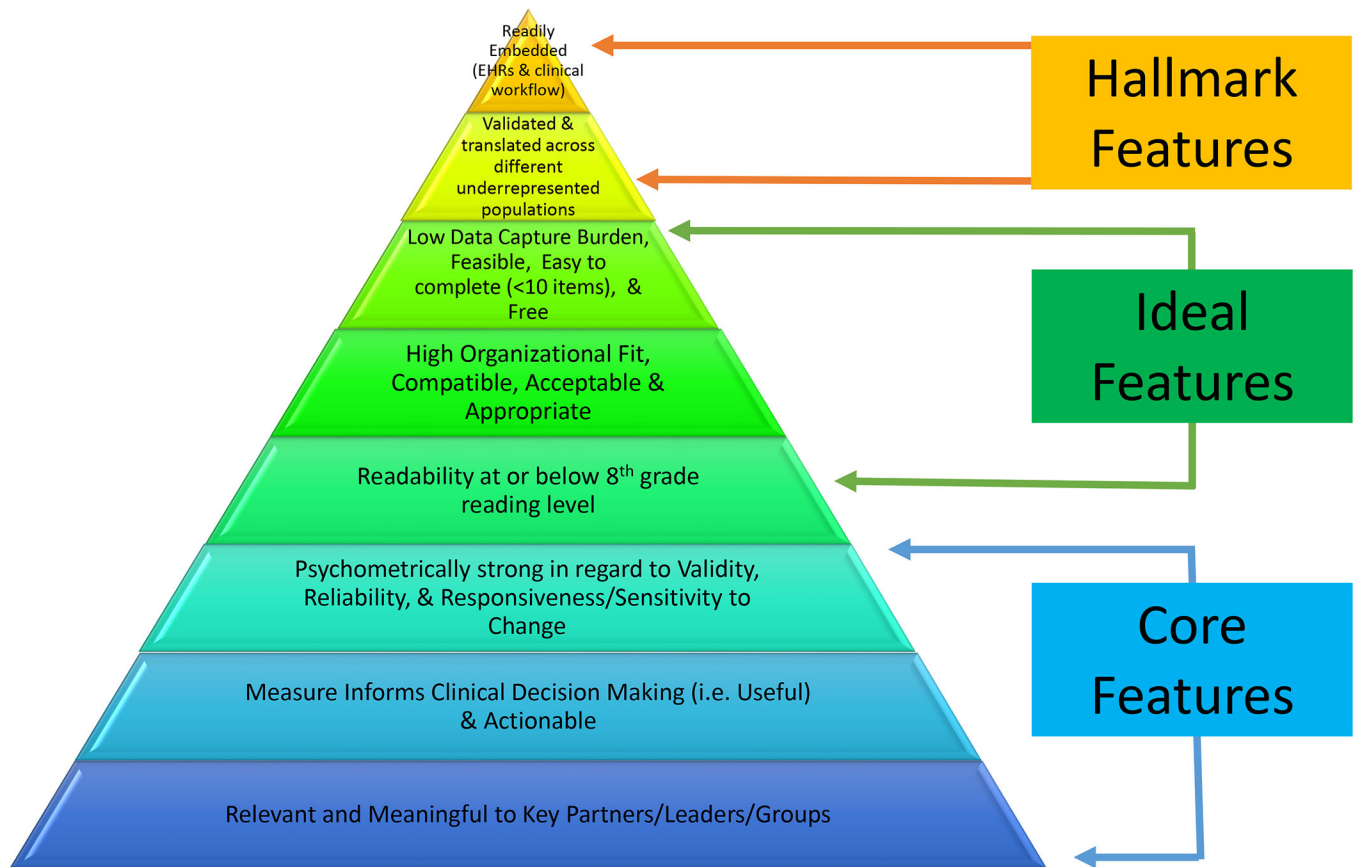 Readily
Embedded
(EHRs & clinical
workflow)
Validated &
translated across
different
underrepresented
populations
Low Data Capture Burden,
Feasible, Easy to
complete (<10 items), &
Free
High Organizational Fit,
Compatible, Acceptable &
Appropriate
Readability at or below 8th grade
reading level
Psychometrically strong in regard to Validity,
Reliability, & Responsiveness/Sensitivity to
Change
Measure Informs Clinical Decision Making (i.e. Useful)
& Actionable
Relevant and Meaningful to Key Partners/Leaders/Groups
Hallmark
Features
Ideal
Features
Core
Features